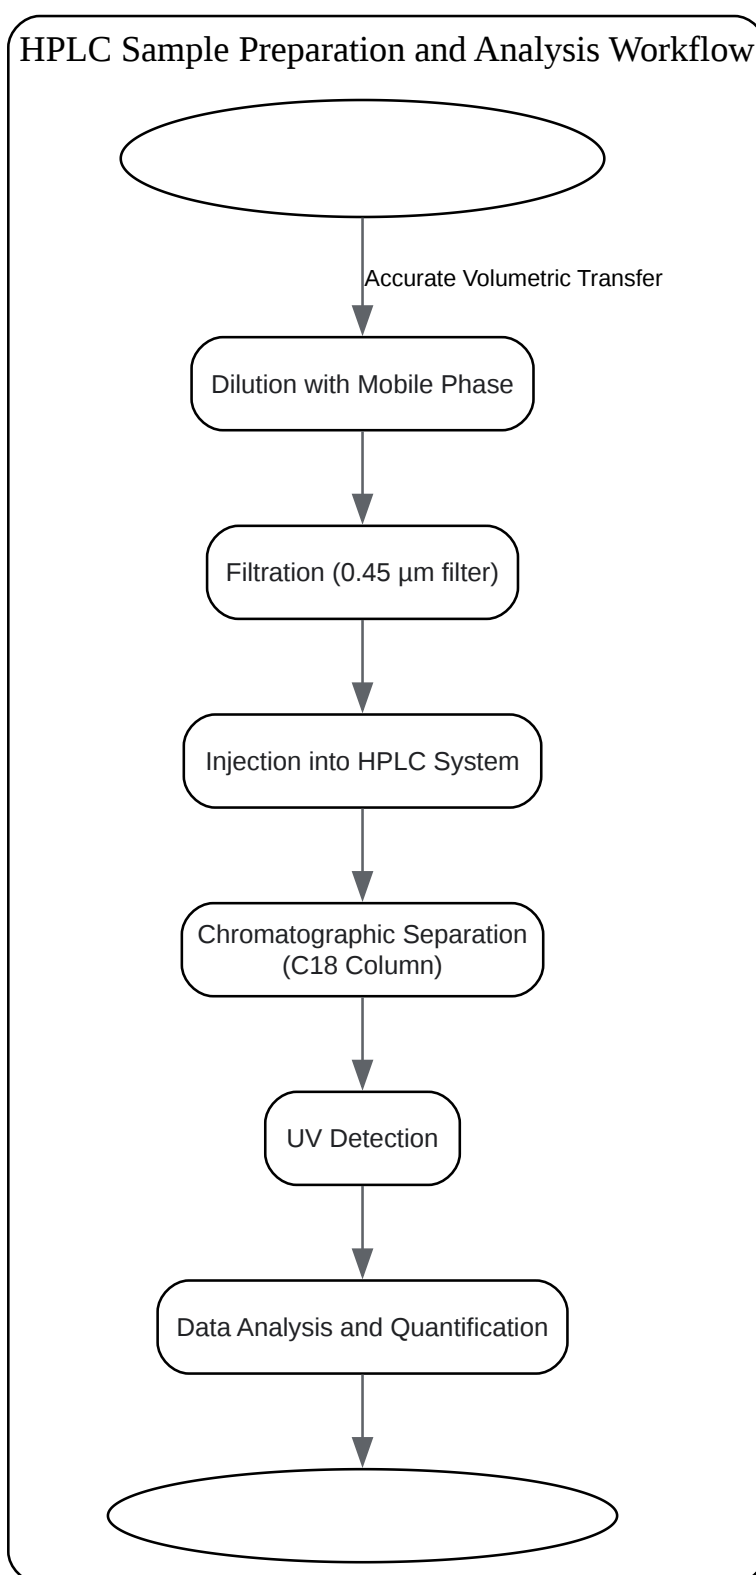 HPLC Sample Preparation and Analysis Workflow
Accurate Volumetric Transfer
Dilution with Mobile Phase
Filtration (0.45 µm filter)
Injection into HPLC System
Chromatographic Separation
(C18 Column)
UV Detection
Data Analysis and Quantification